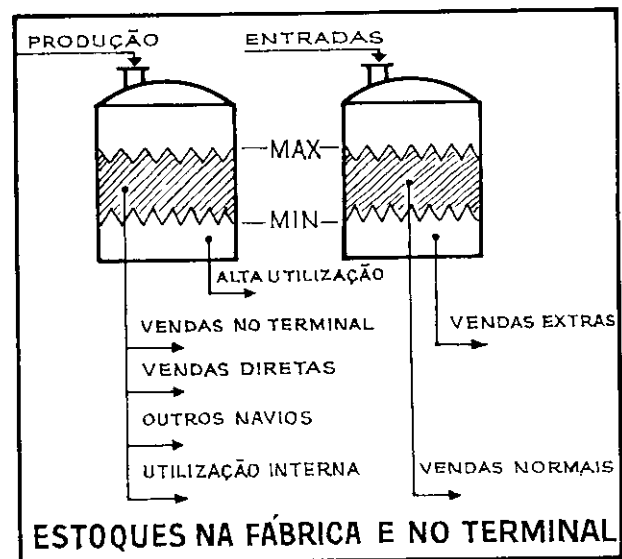 PRODUÇÃO
ENTRADAS
MAX
MIN
ALTA UTILIZAÇÃO
VENDAS NO TERMINAL
VENDAS EXTRAS
VENDAS DIRETAS
OUTROS NAVIOS
UTILIZAÇÃO INTERNA
VENDAS NORMAIS
ESTOQUES NA FÁBRICA E NO TERMINAL